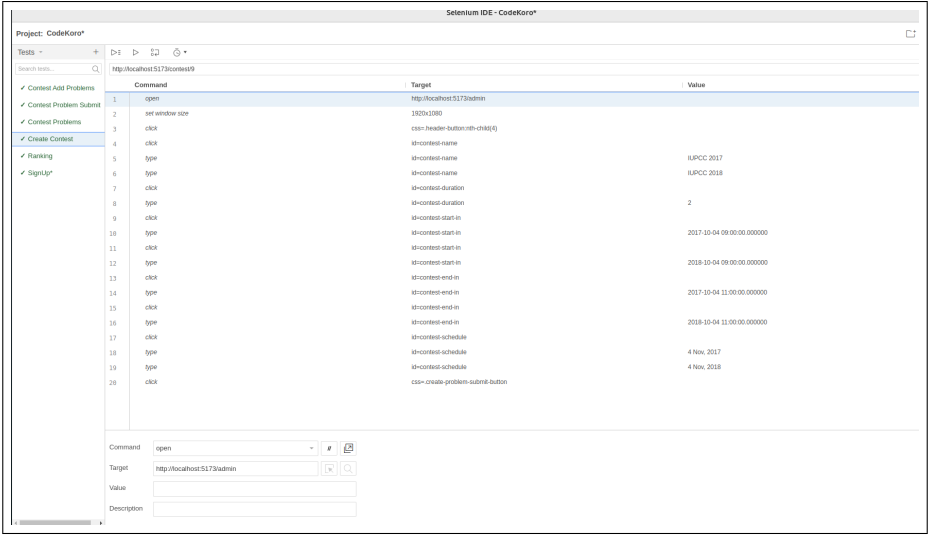 Selenium IDE - CodeKoro*
Project: CodeKoro*
Tests
Search tests...
✓ Contest Add Problems
✓ Contest Problem Submit
✓ Contest Problems
✓ Create Contest
✓ Ranking
✓ SignUp*
http://localhost:5173/contest/9
Command Target Value
1 open http://localhost:5173/admin
2 set window size 1920x1080
3 click css=.header-button:nth-child(4)
4 click id=contest-name
5 type id=contest-name IUPCC 2017
6 type id=contest-name IUPCC 2018
7 click id=contest-duration
8 type id=contest-duration 2
9 click id=contest-start-in
10 type id=contest-start-in 2017-10-04 09:00:00.000000
11 click id=contest-start-in
12 type id=contest-start-in 2018-10-04 09:00:00.000000
13 click id=contest-end-in
14 type id=contest-end-in 2017-10-04 11:00:00.000000
15 click id=contest-end-in
16 type id=contest-end-in 2018-10-04 11:00:00.000000
17 click id=contest-schedule
18 type id=contest-schedule 4 Nov, 2017
19 type id=contest-schedule 4 Nov, 2018
20 click css=.create-problem-submit-button
Command open //
Target http://localhost:5173/admin
Value
Description